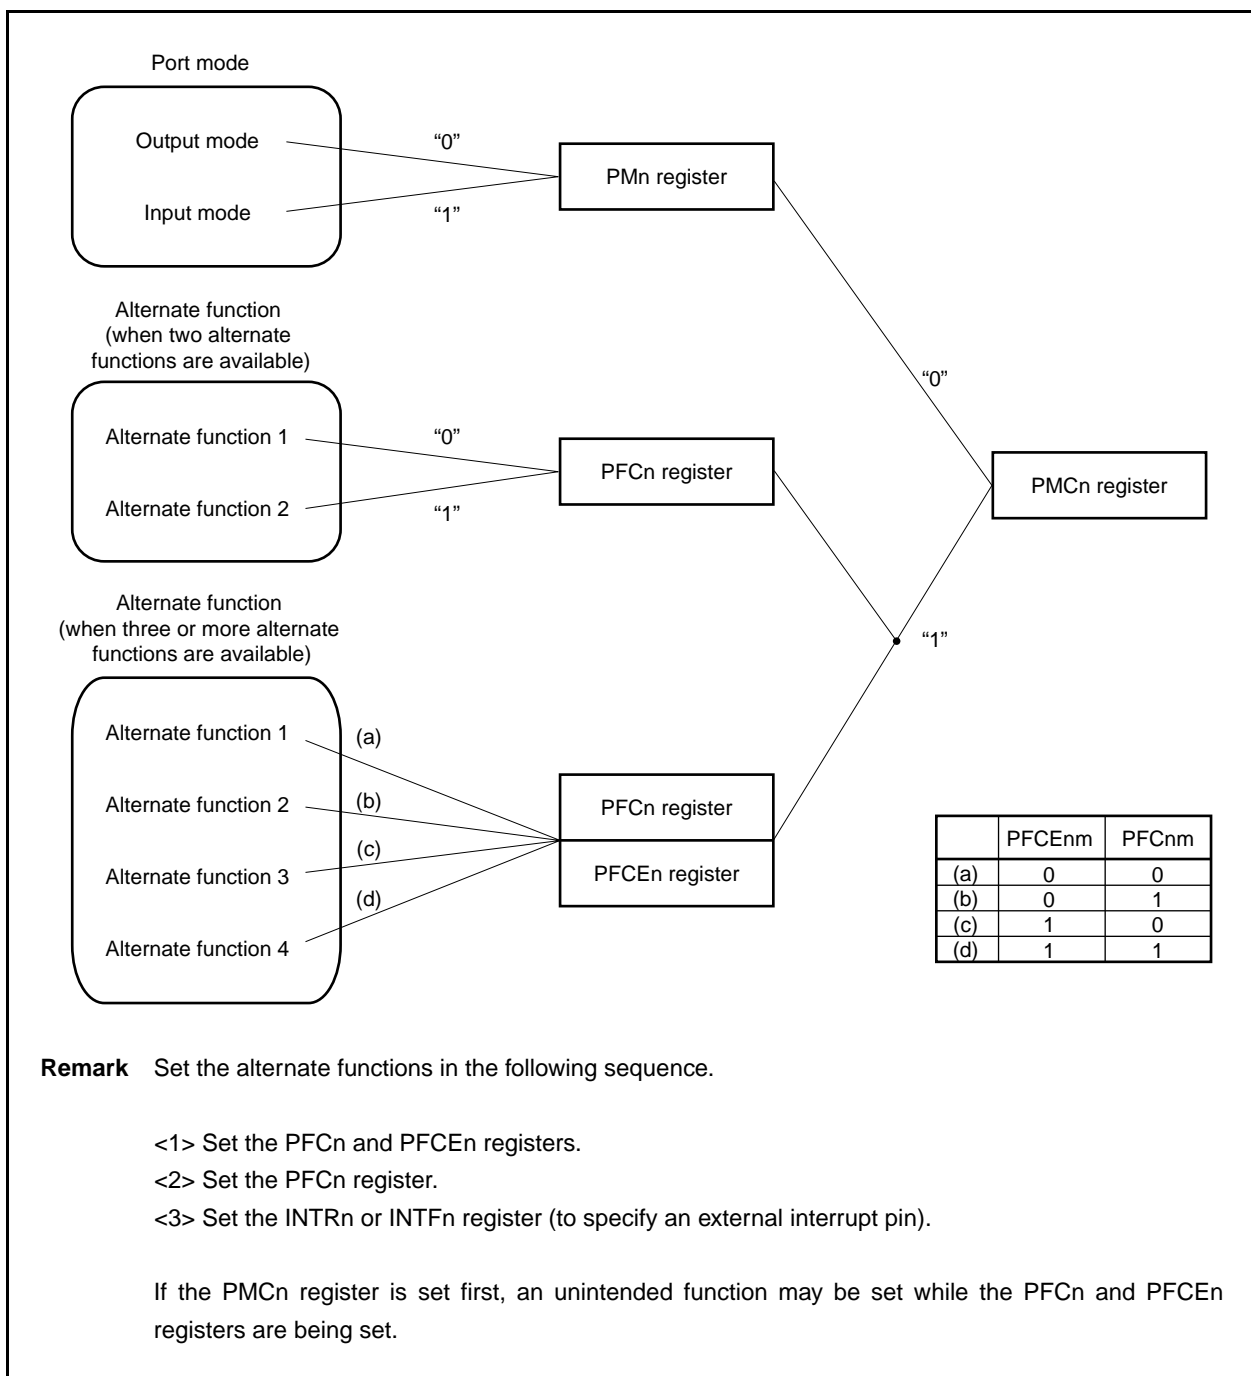 Port mode
Output mode
“0”
Input mode
“1”
PMn register
Alternate function
(when two alternate
functions are available)
“0”
Alternate function 1
“0”
Alternate function 2
“1”
PFCn register
PMCn register
Alternate function
(when three or more alternate
functions are available)
“1”
Alternate function 1
(a)
Alternate function 2
(b)
Alternate function 3
(c)
Alternate function 4
(d)
PFCn register
PFCEn register
PFCEnm PFCnm
(a) 0 0
(b) 0 1
(c) 1 0
(d) 1 1
Remark Set the alternate functions in the following sequence.
<1> Set the PFCn and PFCEn registers.
<2> Set the PFCn register.
<3> Set the INTRn or INTFn register (to specify an external interrupt pin).
If the PMCn register is set first, an unintended function may be set while the PFCn and PFCEn
registers are being set.